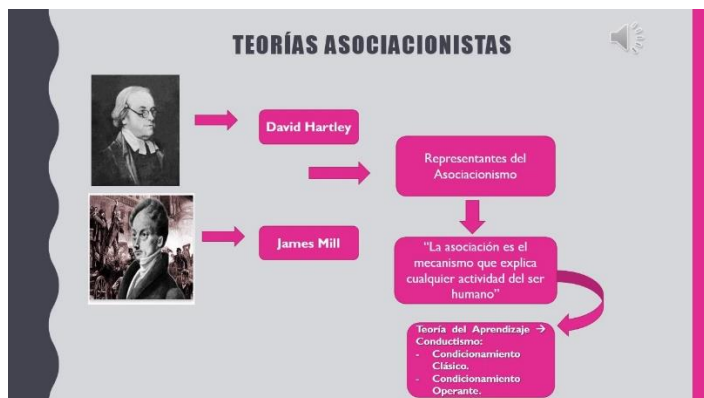 TEORÍAS ASOCIACIONISTAS
David Hartley
James Mill
Representantes del
Asociacionismo
“La asociación es el
mecanismo que explica
cualquier actividad del ser
humano”
Teoría del Aprendizaje →
Conductismo:
- Condicionamiento
Clásico.
- Condicionamiento
Operante.